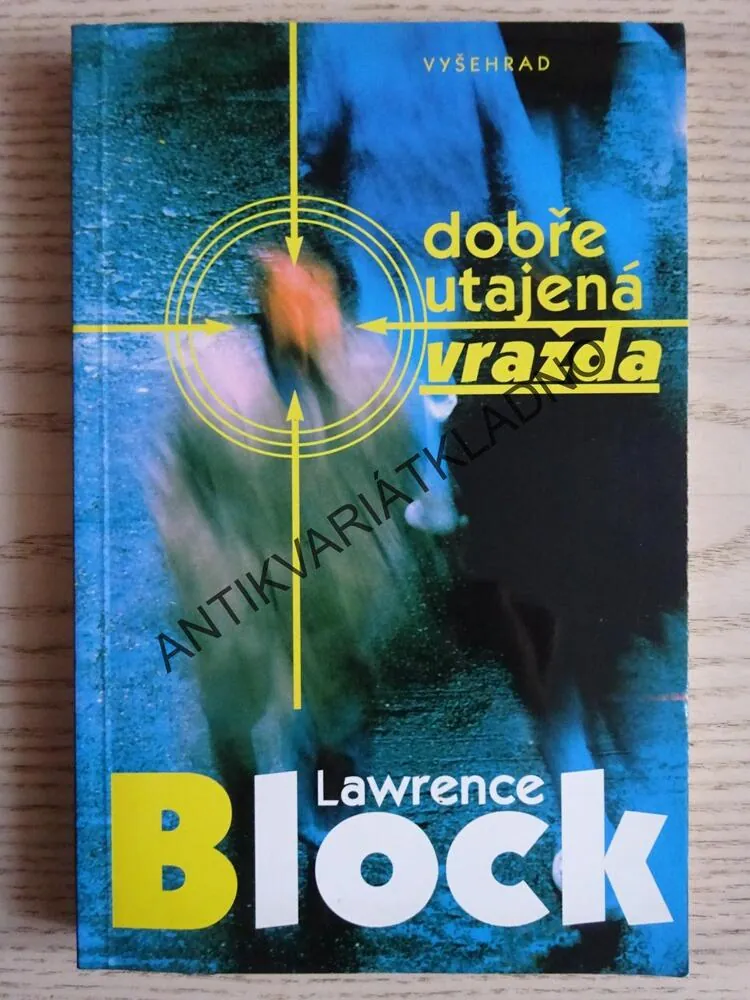 VYŠEHRAD
dobře
utajená
vražda
ANTIKVARIÁTKLADNO
Lawrence
Block